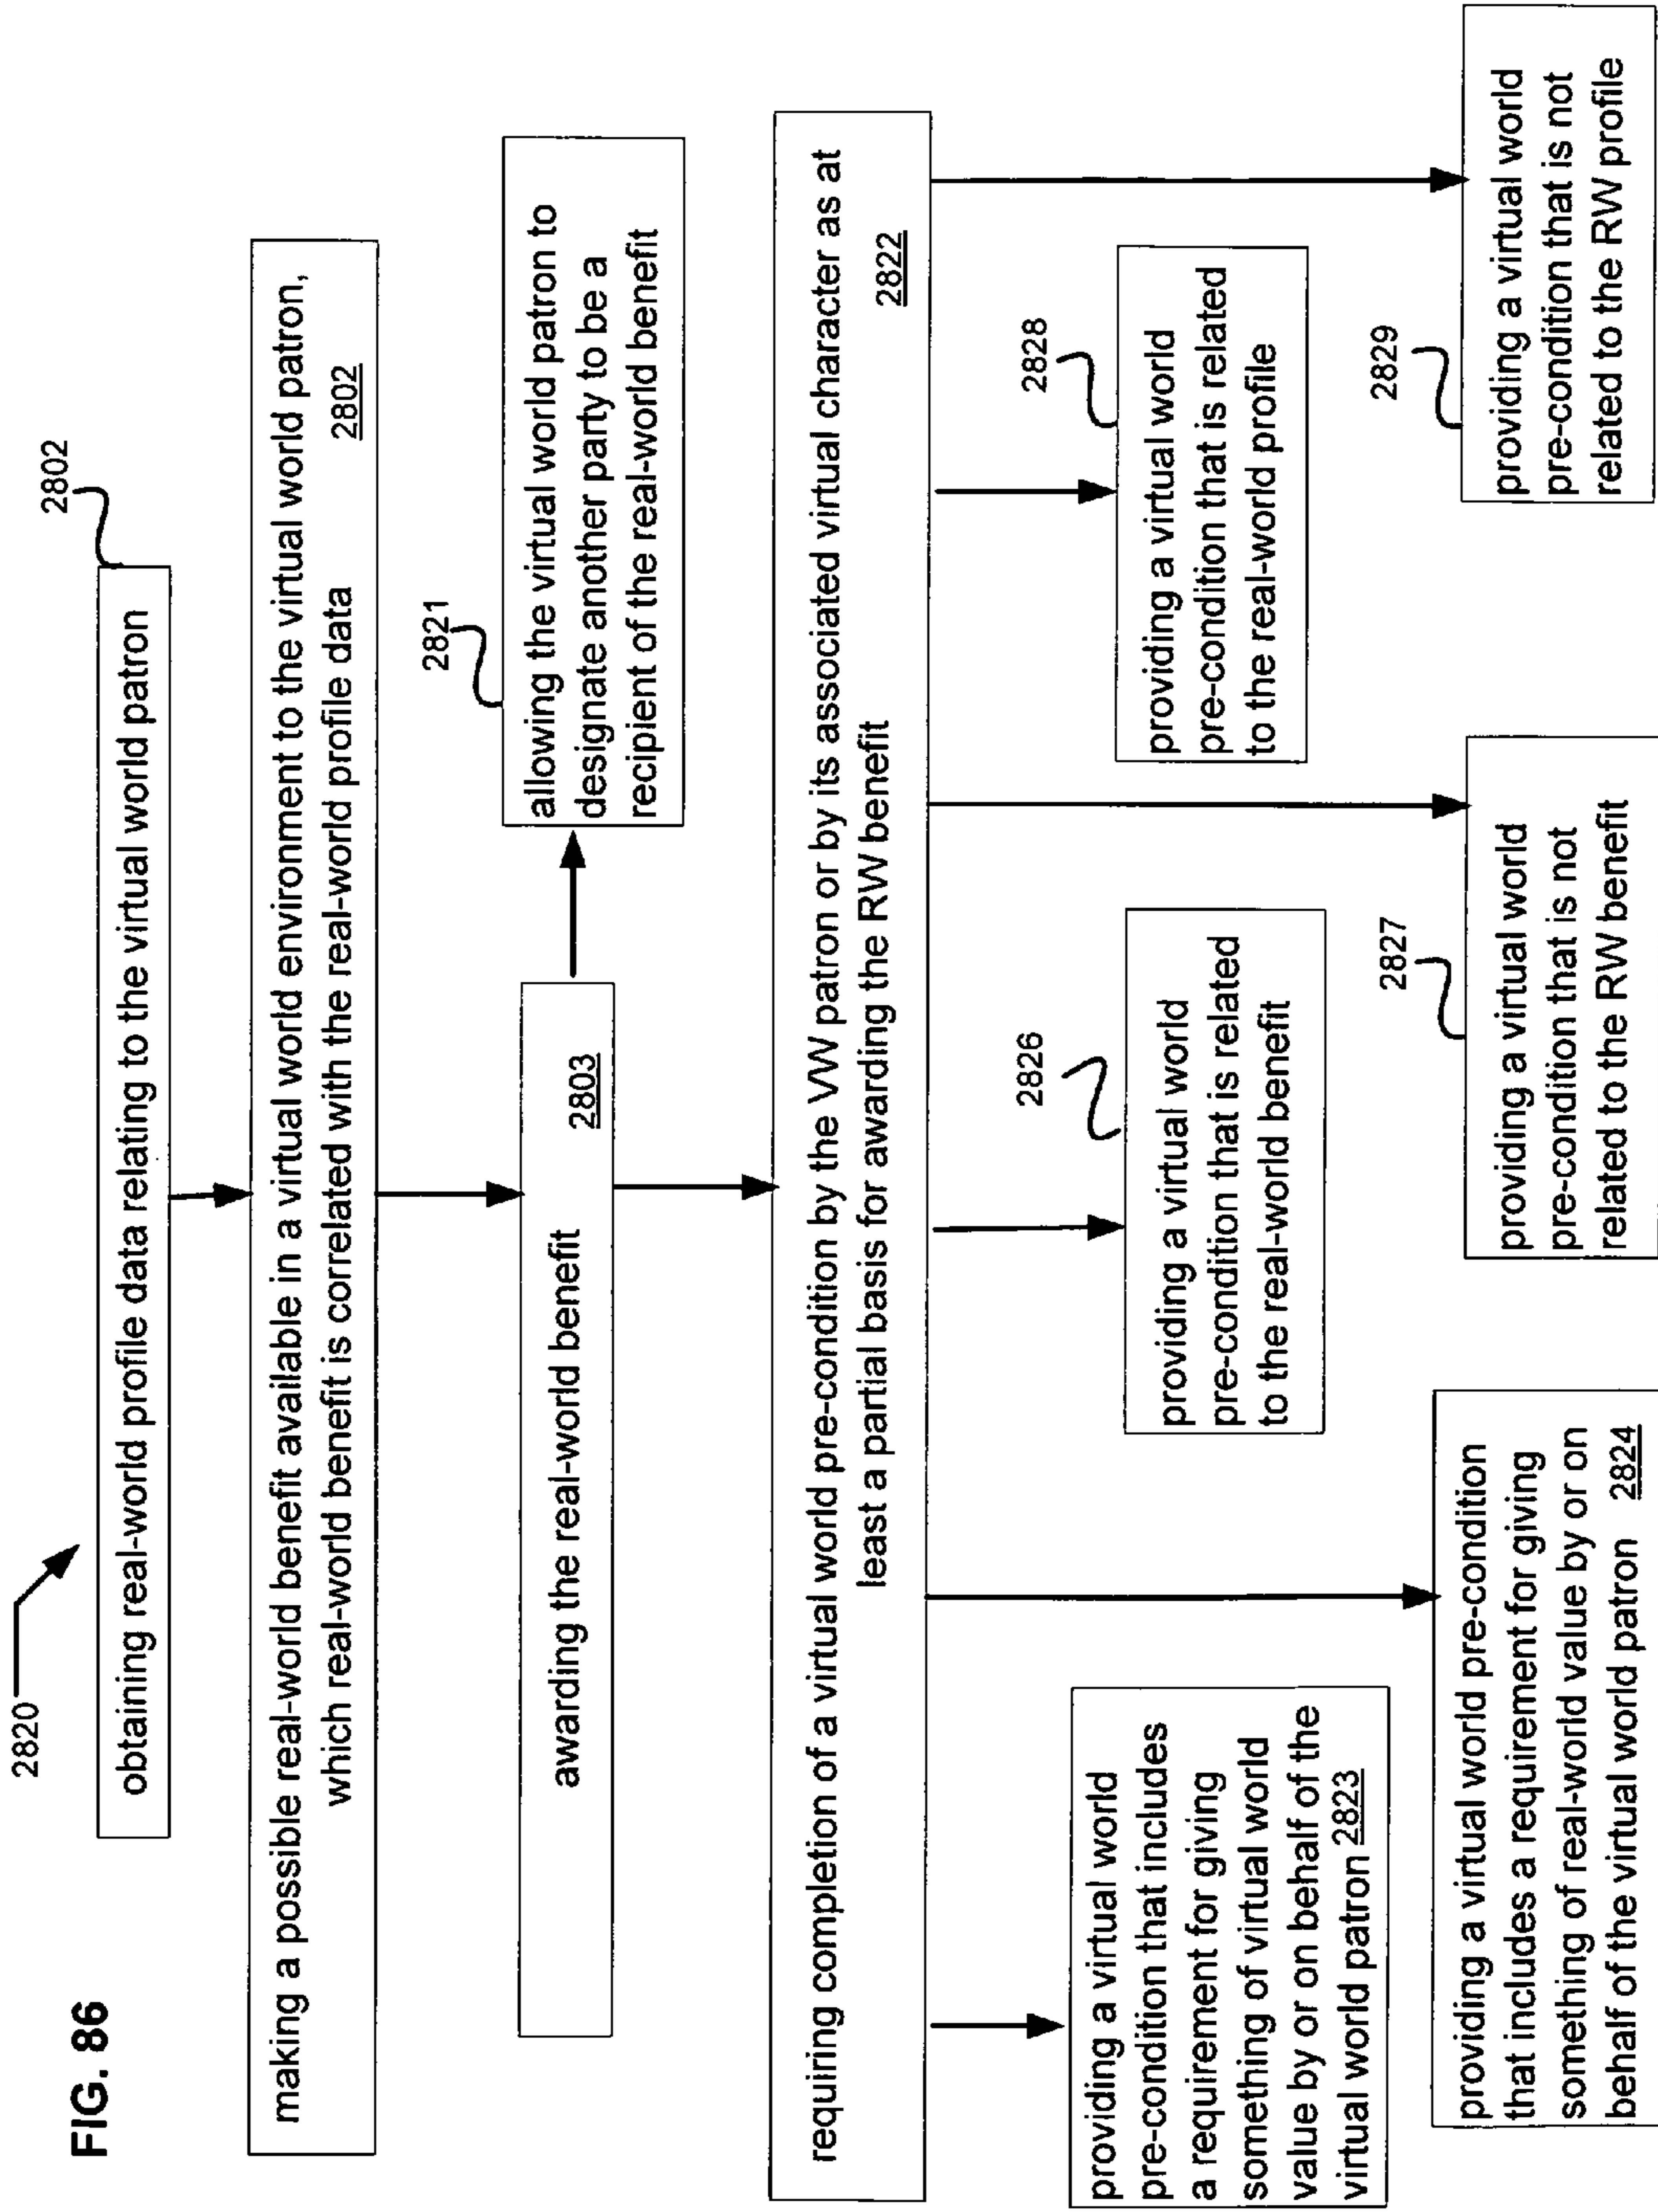 FIG. 86
2820
2802
obtaining real-world profile data relating to the virtual world patron
making a possible real-world benefit available in a virtual world environment to the virtual world patron,
which real-world benefit is correlated with the real-world profile data 2802
2821
awarding the real-world benefit 2803
allowing the virtual world patron to
designate another party to be a
recipient of the real-world benefit
requiring completion of a virtual world pre-condition by the VW patron or by its associated virtual character as at
least a partial basis for awarding the RW benefit 2822
providing a virtual world
pre-condition that includes
a requirement for giving
something of virtual world
value by or on behalf of the
virtual world patron 2823
2826
providing a virtual world
pre-condition that is related
to the real-world benefit
2828
providing a virtual world
pre-condition that is related
to the real-world profile
providing a virtual world pre-condition
that includes a requirement for giving
something of real-world value by or on
behalf of the virtual world patron 2824
2827
providing a virtual world
pre-condition that is not
related to the RW benefit
2829
providing a virtual world
pre-condition that is not
related to the RW profile